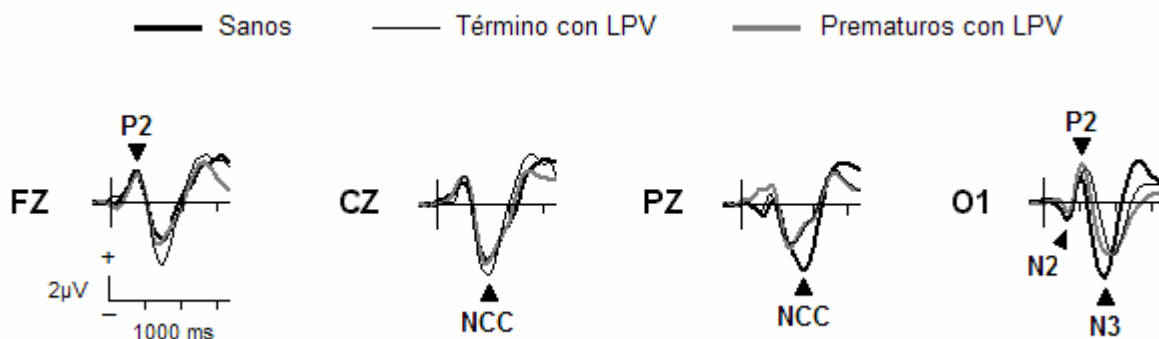 Sanos Término con LPV Prematuros con LPV
P2 P2
FZ CZ PZ O1
+ N2
2µV
– NCC NCC N3
1000 ms